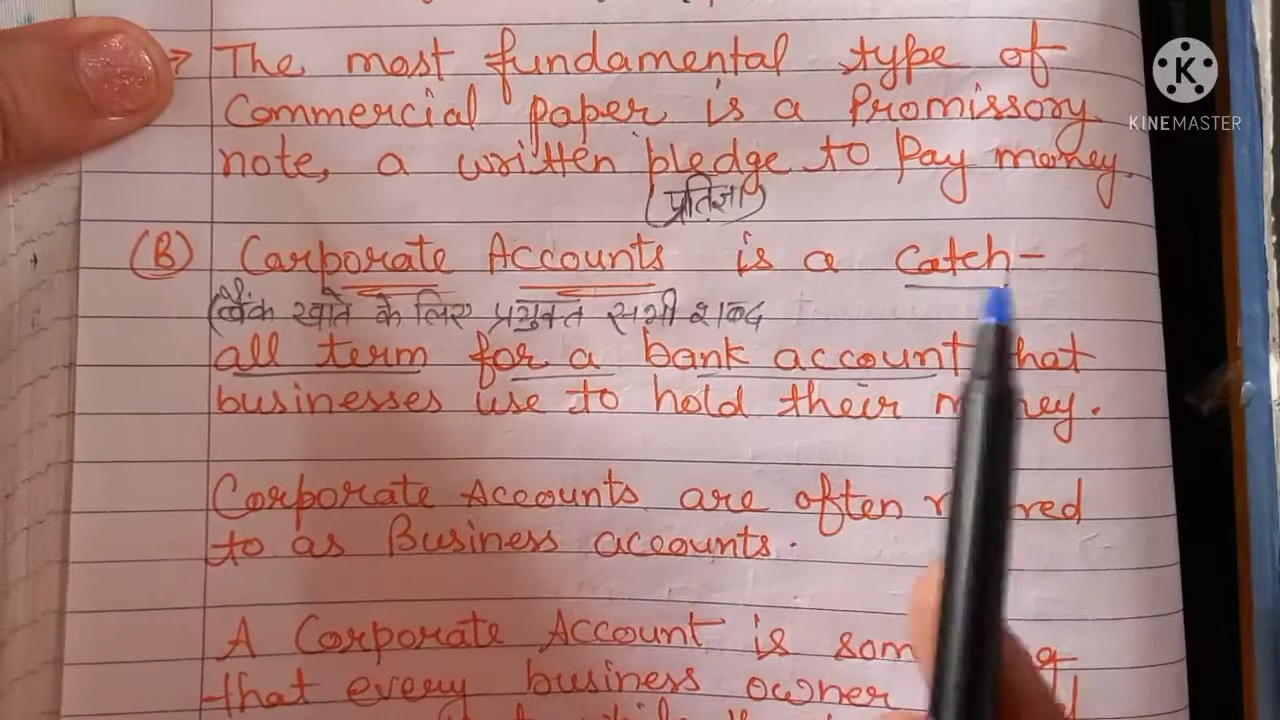 → The most fundamental type of
Commercial paper is a Promissory
note, a written pledge to Pay money.
(प्रतिज्ञा)
(B) Corporate Accounts is a Catch-
(बैंक खाते के लिए प्रयुक्त सभी शब्द
all term for a bank account that
businesses use to hold their money.
Corporate Accounts are often
to as Business accounts.
A Corporate Account is
that every business owner
KINEMASTER